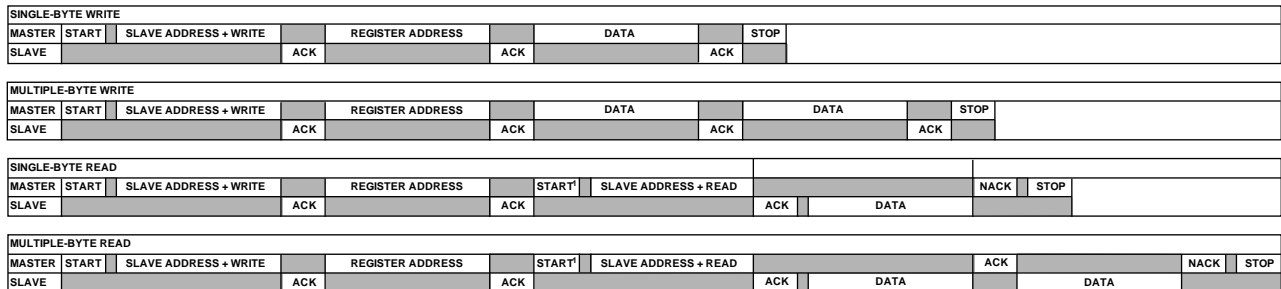 SINGLE-BYTE WRITE
MASTER START SLAVE ADDRESS + WRITE REGISTER ADDRESS DATA STOP
SLAVE ACK ACK ACK
MULTIPLE-BYTE WRITE
MASTER START SLAVE ADDRESS + WRITE REGISTER ADDRESS DATA DATA STOP
SLAVE ACK ACK ACK ACK
SINGLE-BYTE READ
MASTER START SLAVE ADDRESS + WRITE REGISTER ADDRESS START¹ SLAVE ADDRESS + READ NACK STOP
SLAVE ACK ACK ACK DATA
MULTIPLE-BYTE READ
MASTER START SLAVE ADDRESS + WRITE REGISTER ADDRESS START¹ SLAVE ADDRESS + READ ACK NACK STOP
SLAVE ACK ACK ACK DATA DATA